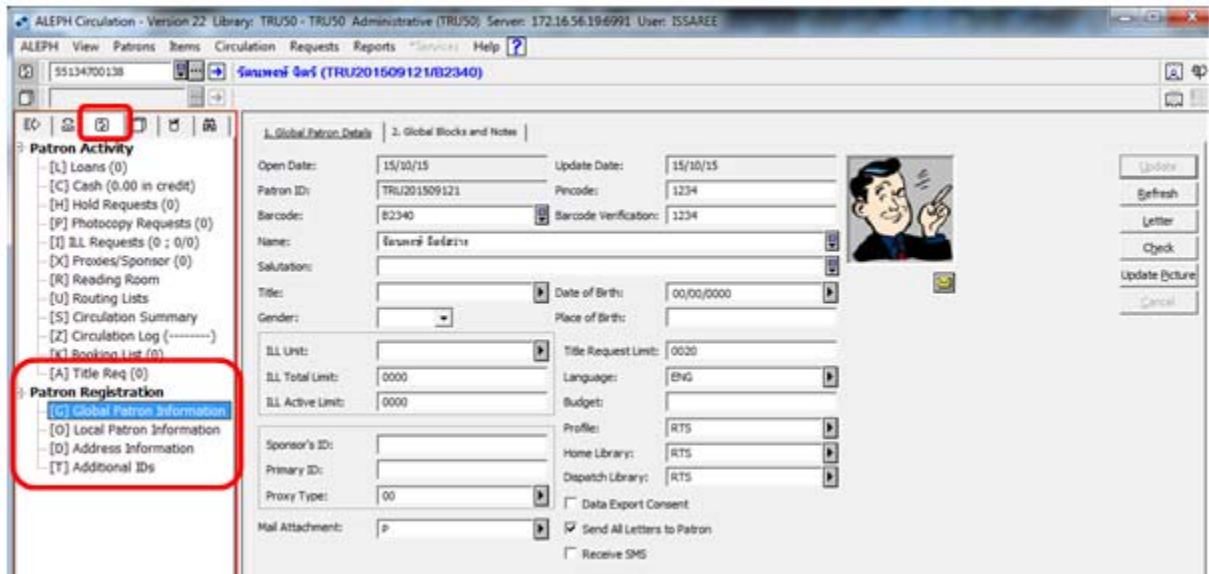 ALEPH Circulation - Version 22 Library: TRU50 - TRU50 Administrative (TRU50) Server: 172.16.56.19:6991 User: ISSAREE
ALEPH View Patrons Items Circulation Requests Reports *Services Help ?
55134700138 (TRU201509121/B2340)
1. Global Patron Details 2. Global Blocks and Notes
Patron Activity
[L] Loans (0)
[C] Cash (0.00 in credit)
[H] Hold Requests (0)
[P] Photocopy Requests (0)
[I] ILL Requests (0 ; 0/0)
[X] Proxies/Sponsor (0)
[R] Reading Room
[U] Routing Lists
[S] Circulation Summary
[Z] Circulation Log (--------)
[K] Booking List (0)
[A] Title Req (0)
Patron Registration
[G] Global Patron Information
[O] Local Patron Information
[D] Address Information
[T] Additional IDs
Open Date: 15/10/15 Update Date: 15/10/15
Patron ID: TRU201509121 Pincode: 1234
Barcode: B2340 Barcode Verification: 1234
Name:
Salutation:
Title: Date of Birth: 00/00/0000
Gender: Place of Birth:
ILL Unit: Title Request Limit: 0020
ILL Total Limit: 0000 Language: ENG
ILL Active Limit: 0000 Budget:
Profile: RTS
Sponsor's ID: Home Library: RTS
Primary ID: Dispatch Library: RTS
Proxy Type: 00 Data Export Consent
Mail Attachment: P Send All Letters to Patron
Receive SMS
Update
Refresh
Letter
Check
Update Picture
Cancel